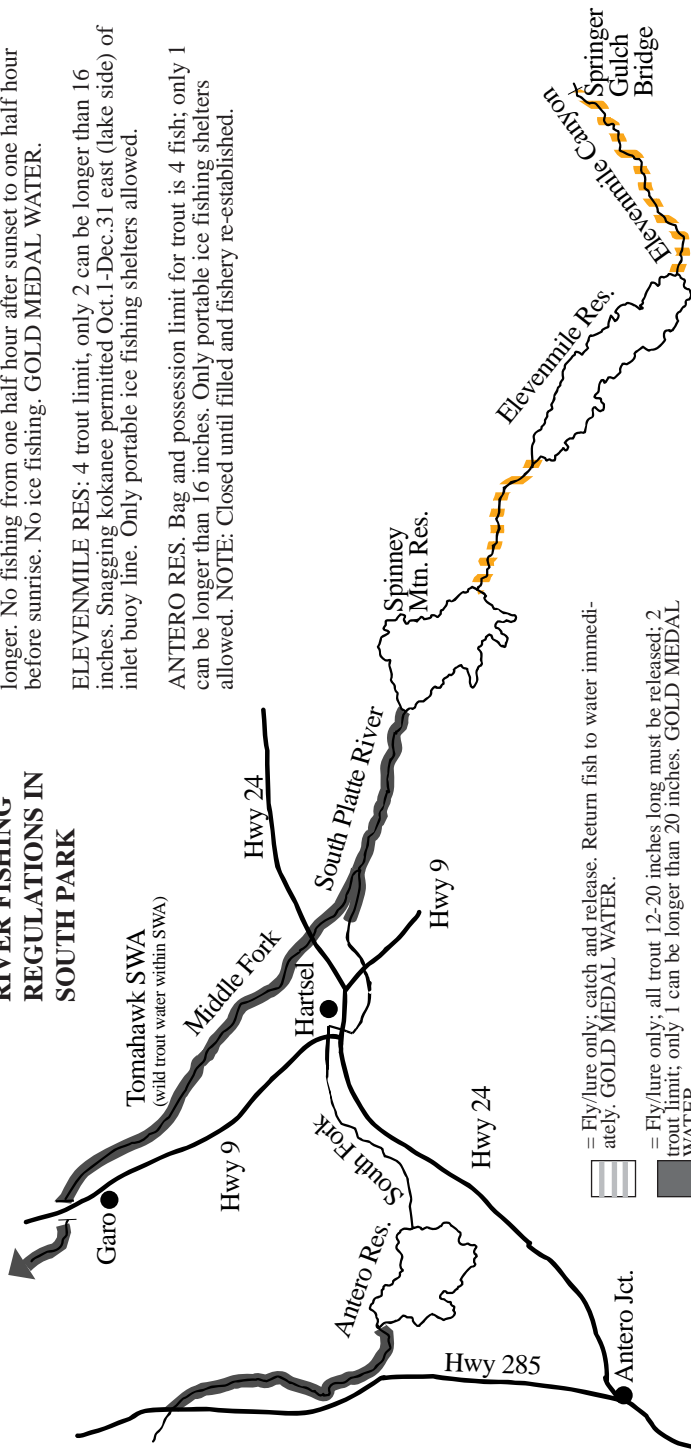 RIVER FISHING
REGULATIONS IN
SOUTH PARK
longer. No fishing from one half hour after sunset to one half hour
before sunrise. No ice fishing. GOLD MEDAL WATER.
ELEVENMILE RES: 4 trout limit, only 2 can be longer than 16
inches. Snagging kokanee permitted Oct.1-Dec.31 east (lake side) of
inlet buoy line. Only portable ice fishing shelters allowed.
ANTERO RES. Bag and possession limit for trout is 4 fish; only 1
can be longer than 16 inches. Only portable ice fishing shelters
allowed. NOTE: Closed until filled and fishery re-established.
Garo
Tomahawk SWA
(wild trout water within SWA)
Middle Fork
Hwy 9
Hwy 24
South Platte River
Hartsel
Hwy 9
South Fork
Antero Res.
Hwy 24
Hwy 285
Antero Jct.
Spinney
Mtn. Res.
Elevenmile Res.
Elevenmile Canyon
Springer
Gulch
Bridge
= Fly/lure only; catch and release. Return fish to water immedi-
ately. GOLD MEDAL WATER.
= Fly/lure only; all trout 12-20 inches long must be released; 2
trout limit; only 1 can be longer than 20 inches. GOLD MEDAL
WATER